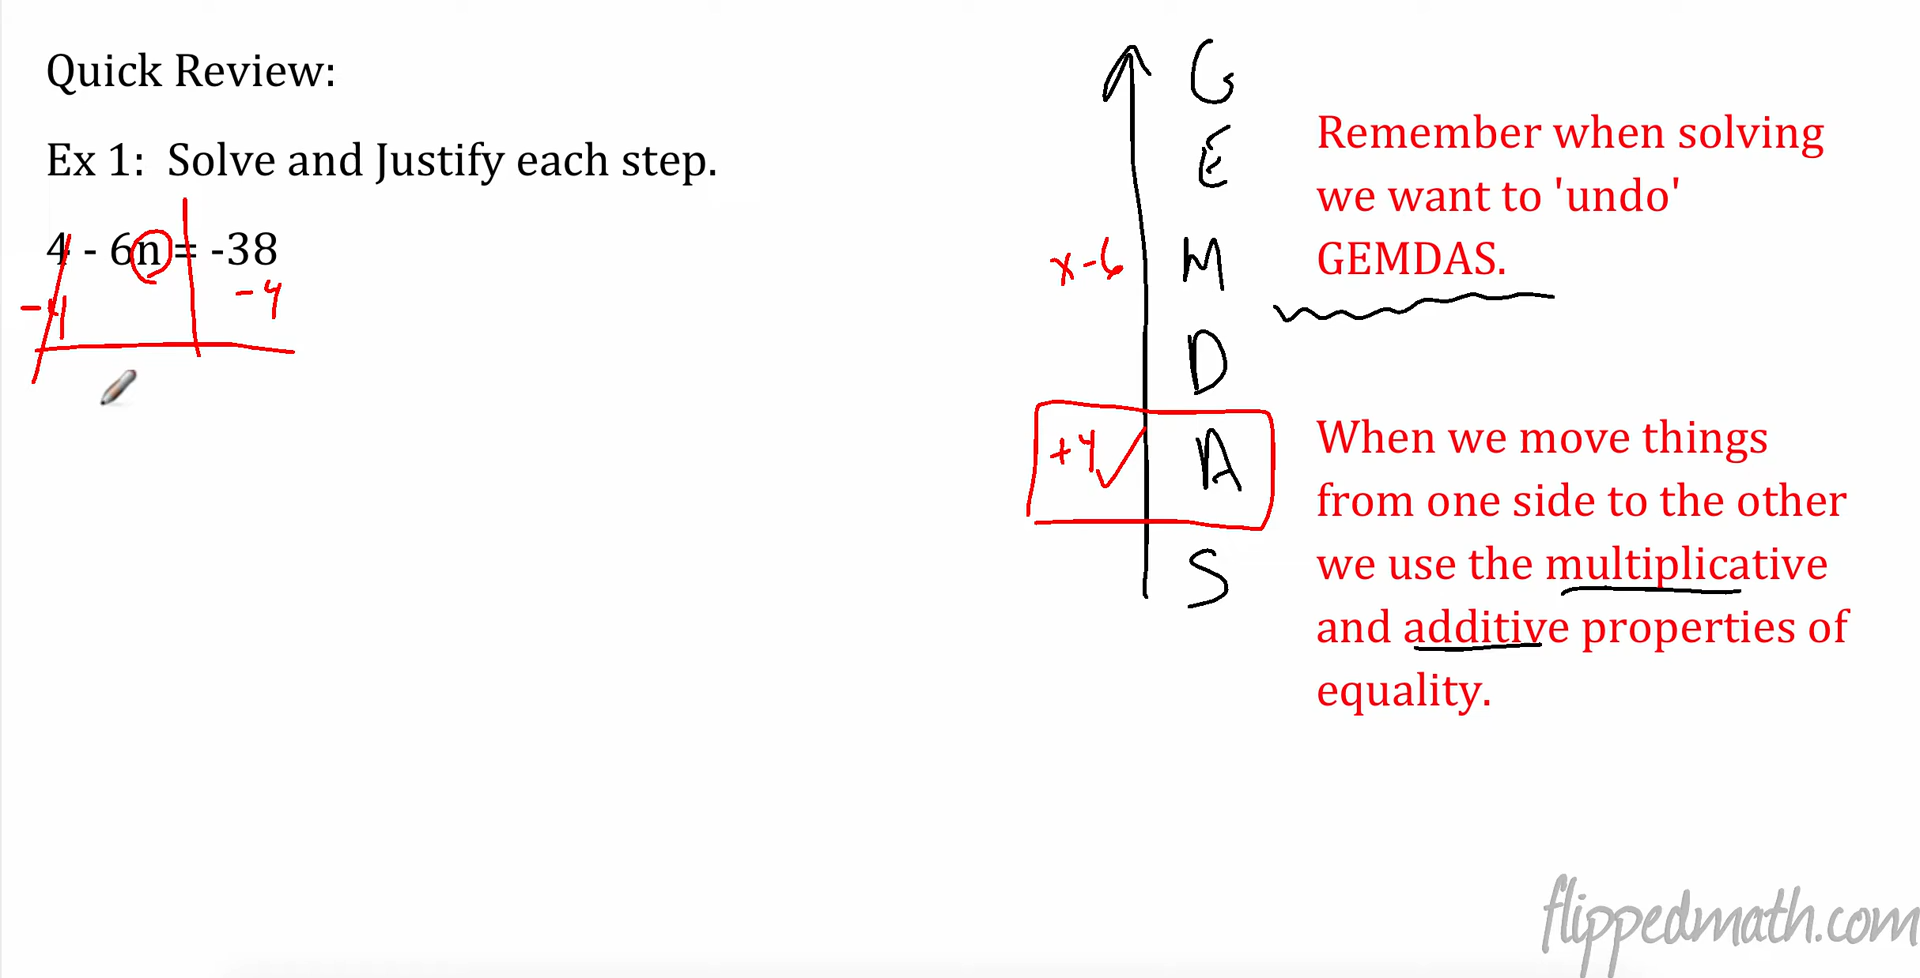 Quick Review:
Ex 1: Solve and Justify each step.
4 - 6n = -38
-4 -4
G
E
x-6 M
D
+4 A
S
Remember when solving
we want to 'undo'
GEMDAS.
When we move things
from one side to the other
we use the multiplicative
and additive properties of
equality.
flippedmath.com